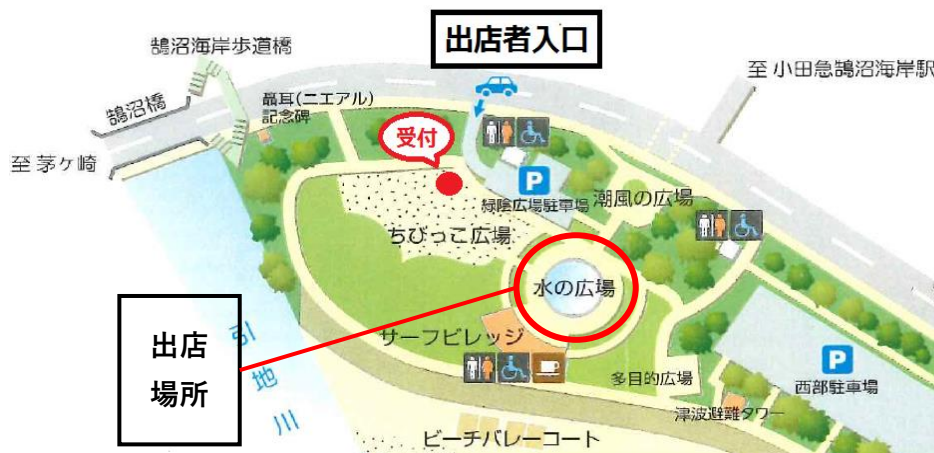 出店者入口
鵠沼海岸歩道橋
至 小田急鵠沼海岸駅
鵠沼橋
聶耳(ニエアル)
記念碑
受付
至 茅ヶ崎
P
緑陰広場駐車場
潮風の広場
ちびっこ広場
水の広場
出店
場所
引地川
サーフビレッジ
P
西部駐車場
多目的広場
津波避難タワー
ビーチバレーコート